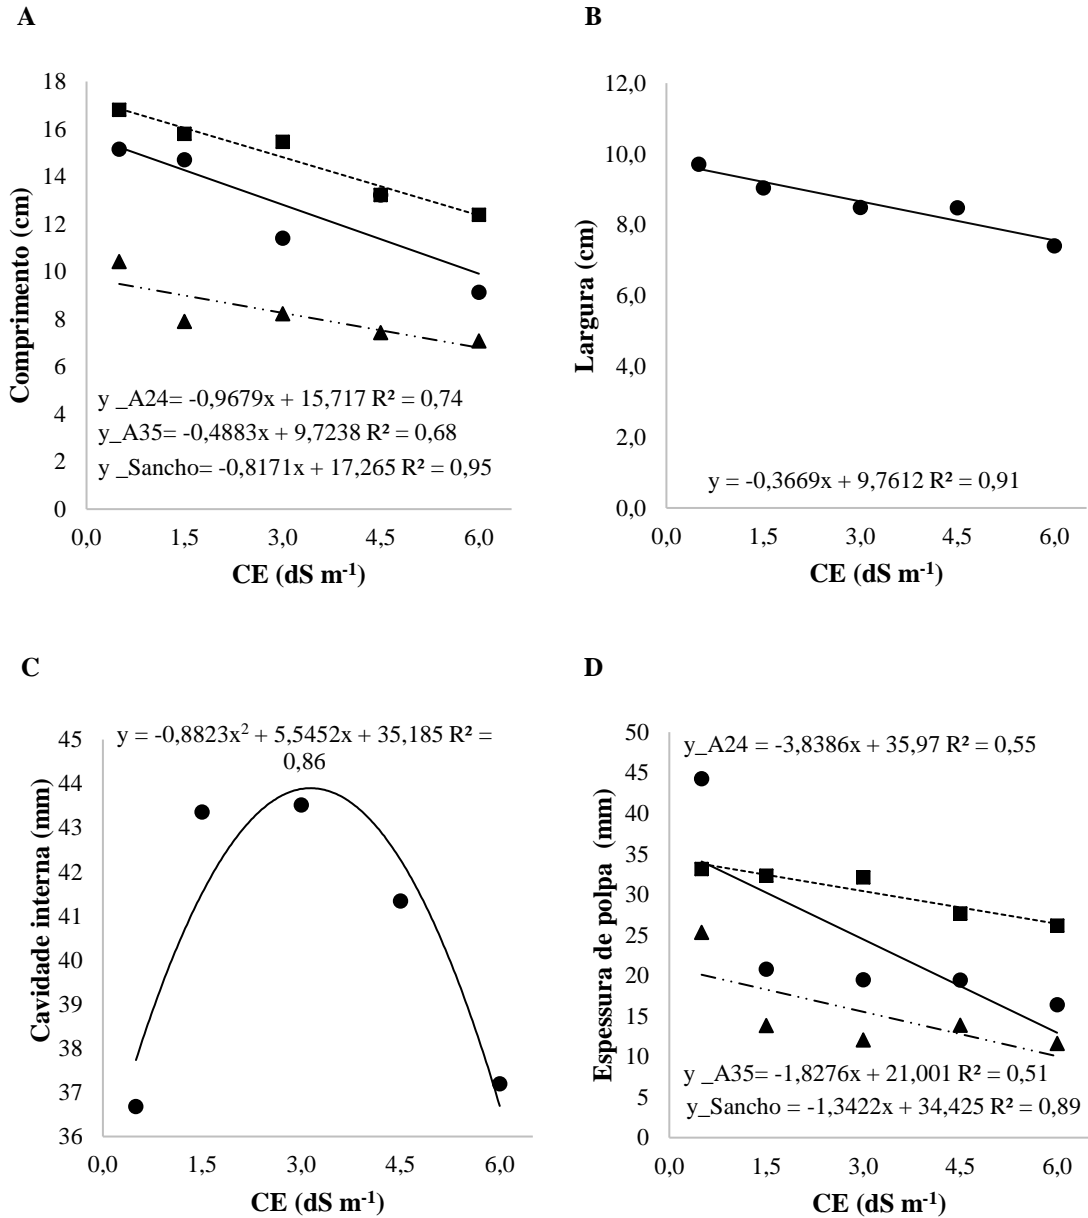 A
Comprimento (cm)
18
16
14
12
10
8
6
4
2
0
y _A24= -0,9679x + 15,717 R² = 0,74
y_A35= -0,4883x + 9,7238 R² = 0,68
y _Sancho= -0,8171x + 17,265 R² = 0,95
0,0 1,5 3,0 4,5 6,0
CE (dS m⁻¹)
B
Largura (cm)
12,0
10,0
8,0
6,0
4,0
2,0
0,0
y = -0,3669x + 9,7612 R² = 0,91
0,0 1,5 3,0 4,5 6,0
CE (dS m⁻¹)
C
y = -0,8823x² + 5,5452x + 35,185 R² =
0,86
Cavidade interna (mm)
45
44
43
42
41
40
39
38
37
36
0,0 1,5 3,0 4,5 6,0
CE (dS m⁻¹)
D
y_A24 = -3,8386x + 35,97 R² = 0,55
Espessura de polpa (mm)
50
45
40
35
30
25
20
15
10
5
0
y _A35= -1,8276x + 21,001 R² = 0,51
y_Sancho = -1,3422x + 34,425 R² = 0,89
0,0 1,5 3,0 4,5 6,0
CE (dS m⁻¹)